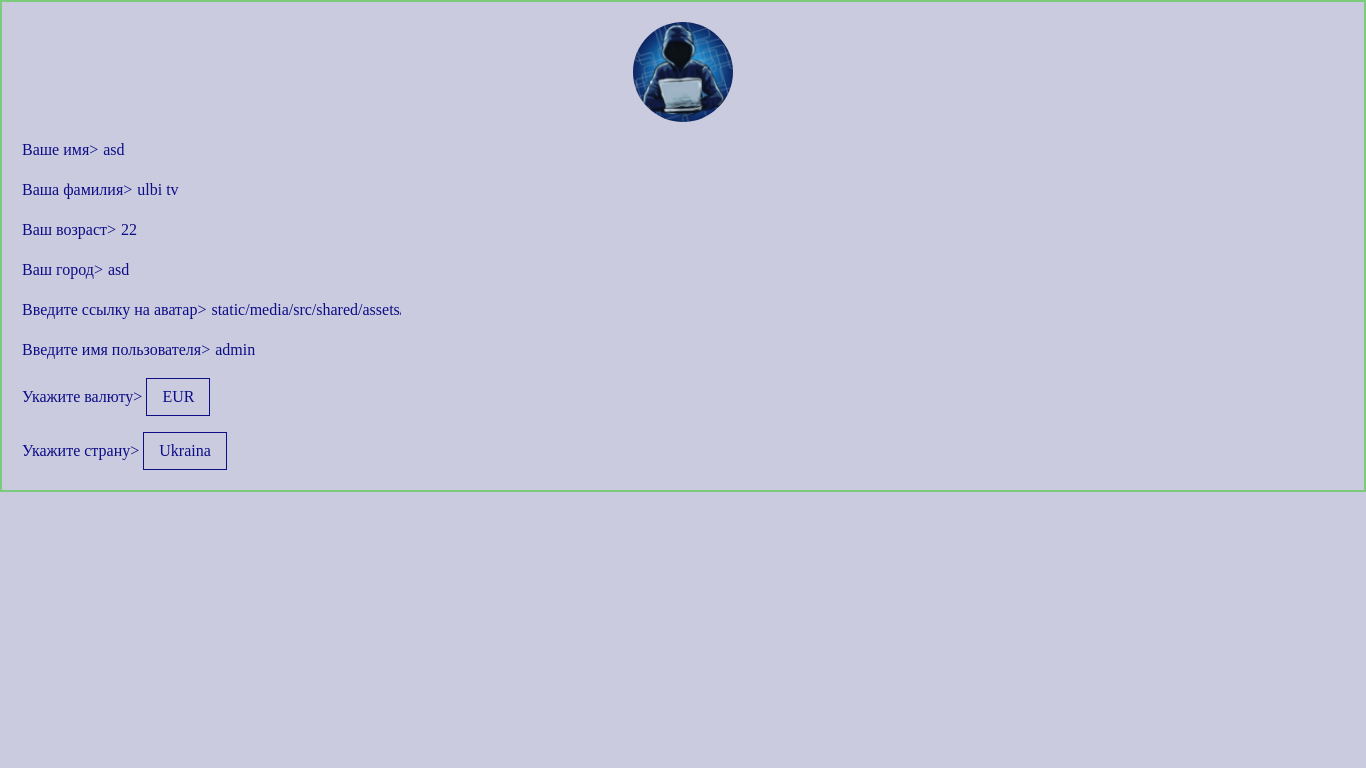 Ваше имя> asd
Ваша фамилия> ulbi tv
Ваш возраст> 22
Ваш город> asd
Введите ссылку на аватар> static/media/src/shared/assets
Введите имя пользователя> admin
Укажите валюту> EUR
Укажите страну> Ukraina